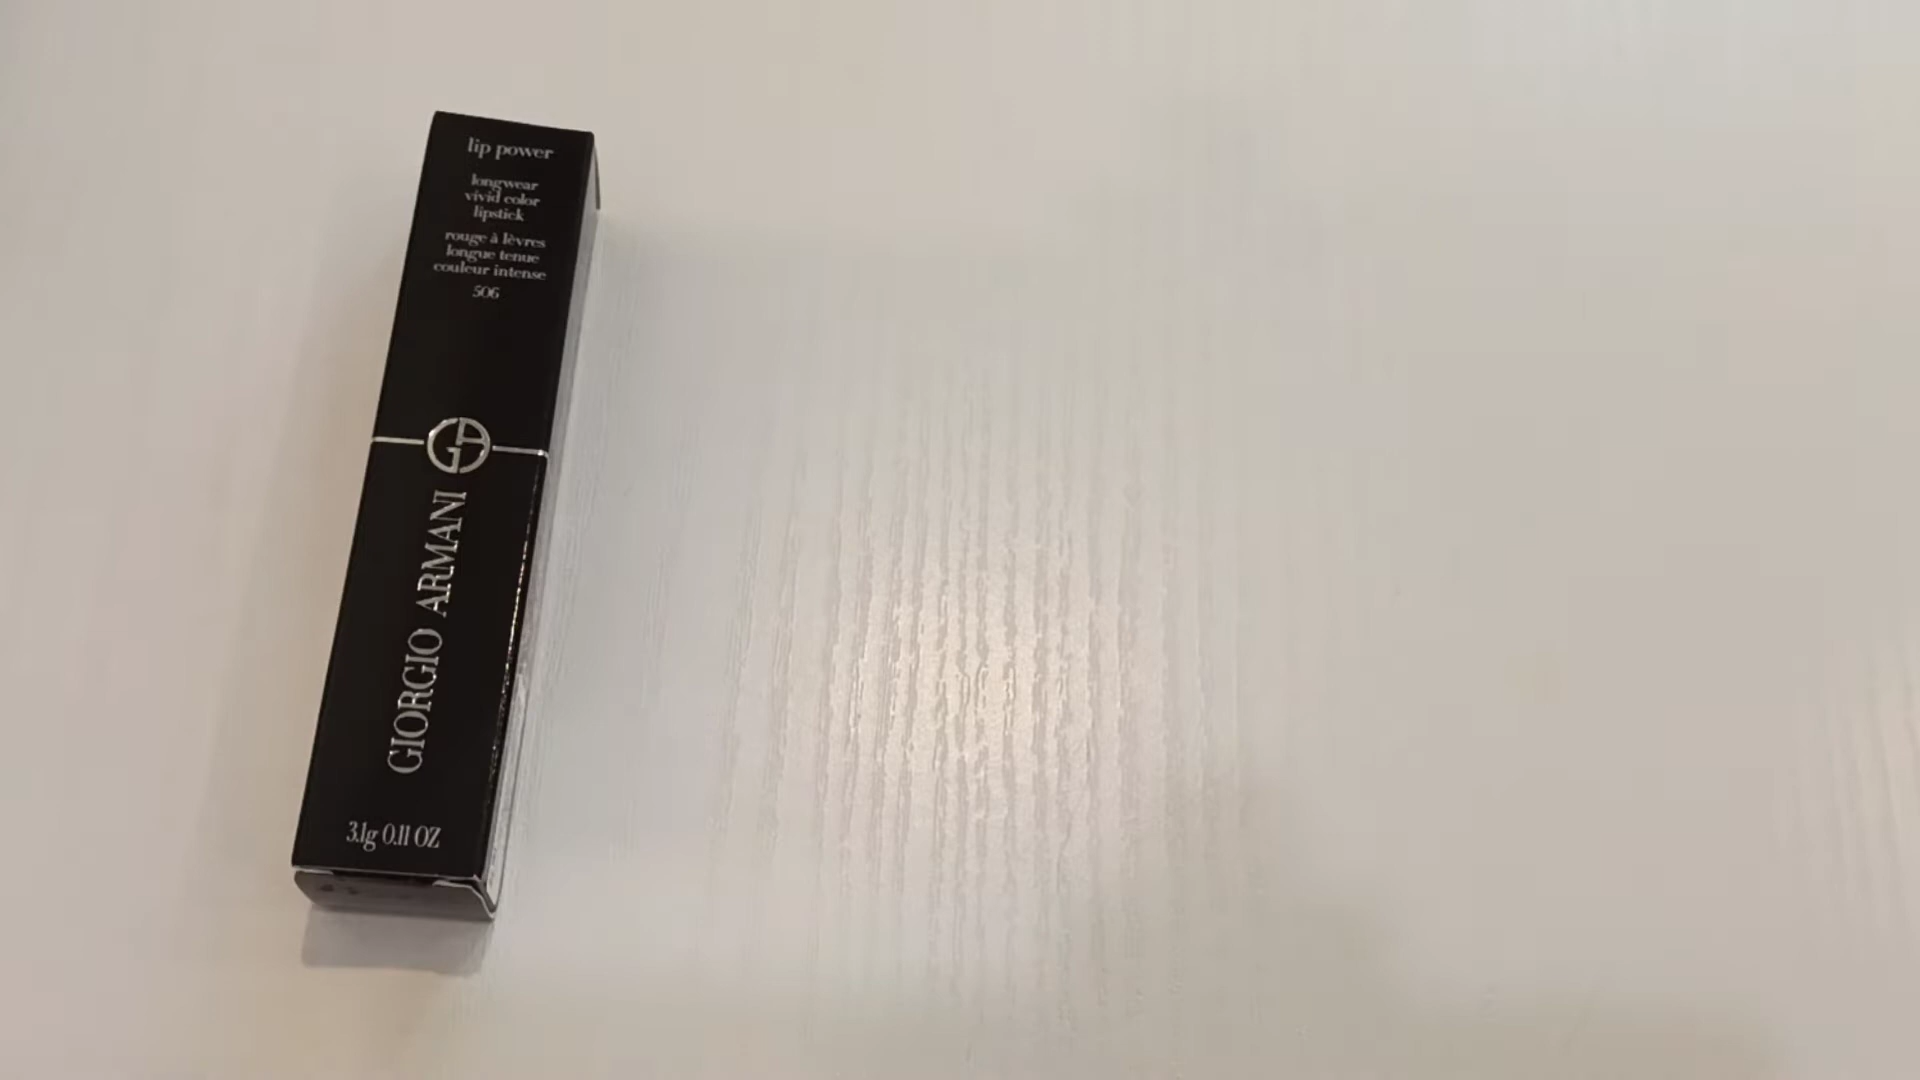 lip power
longwear
vivid color
lipstick
rouge à lèvres
longue tenue
couleur intense
506
GA
GIORGIO ARMANI
3.1g 0.11 OZ